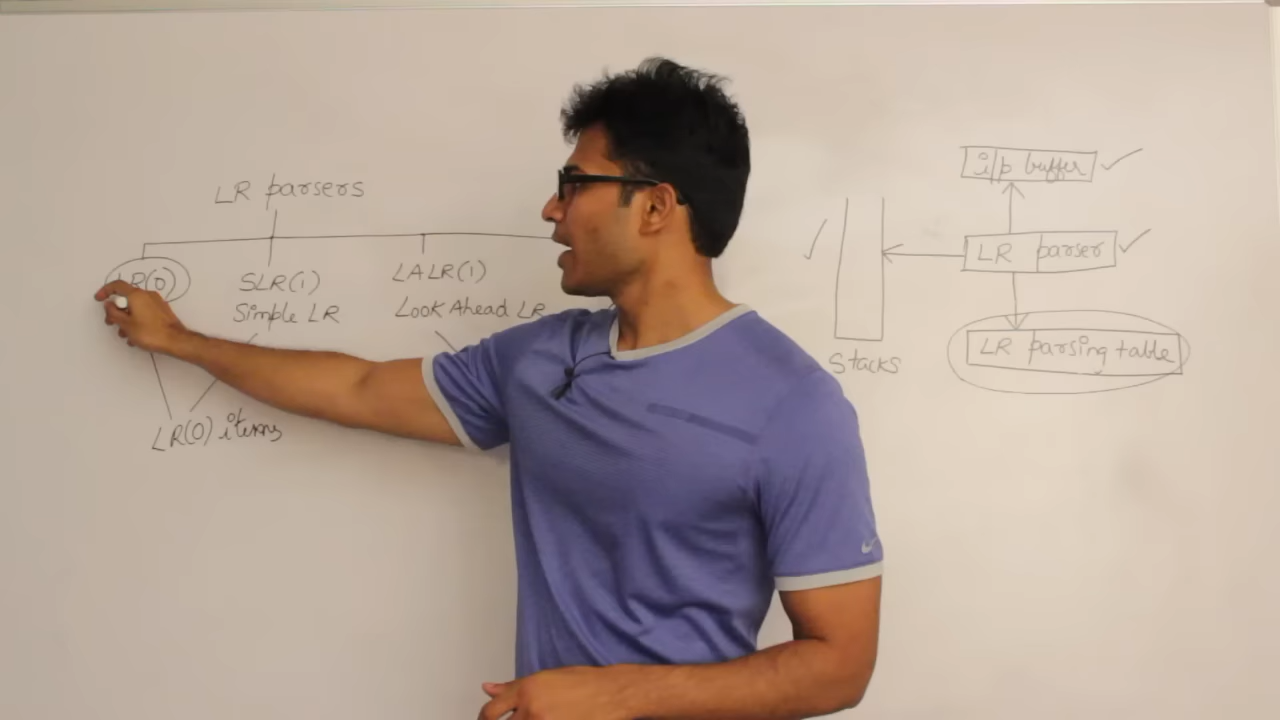 LR parsers
LR(0)
SLR(1)
Simple LR
LALR(1)
Look Ahead LR
LR(0) items
i/p buffer
LR parser
LR parsing table
Stacks